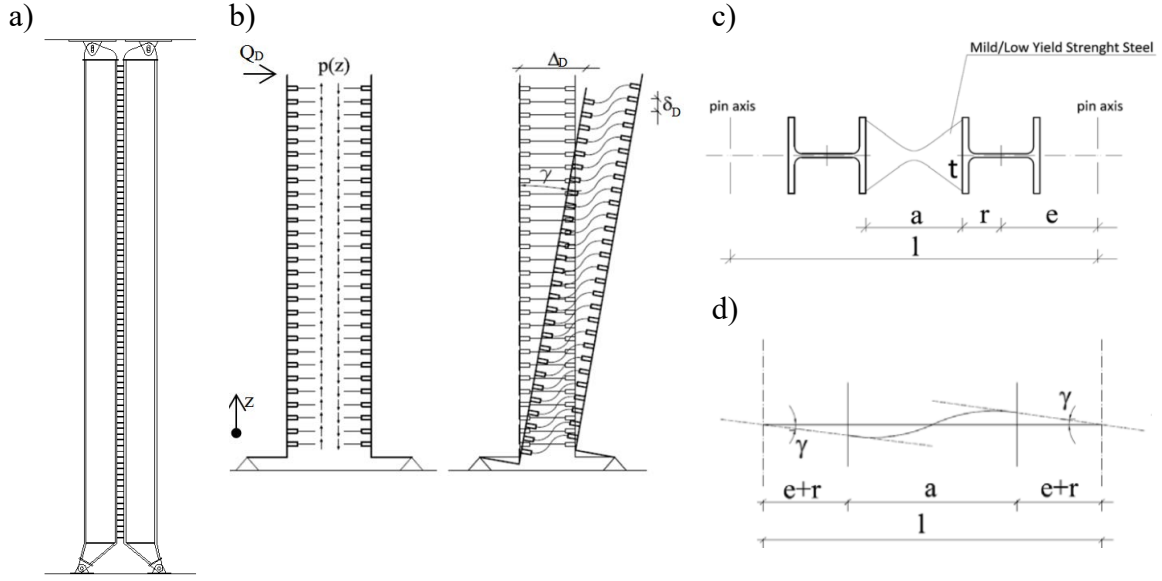 a)
b)
Q_D
p(z)
Δ_D
δ_D
γ
z
c)
Mild/Low Yield Strenght Steel
pin axis
pin axis
t
a
r
e
l
d)
γ
γ
e+r
a
e+r
l